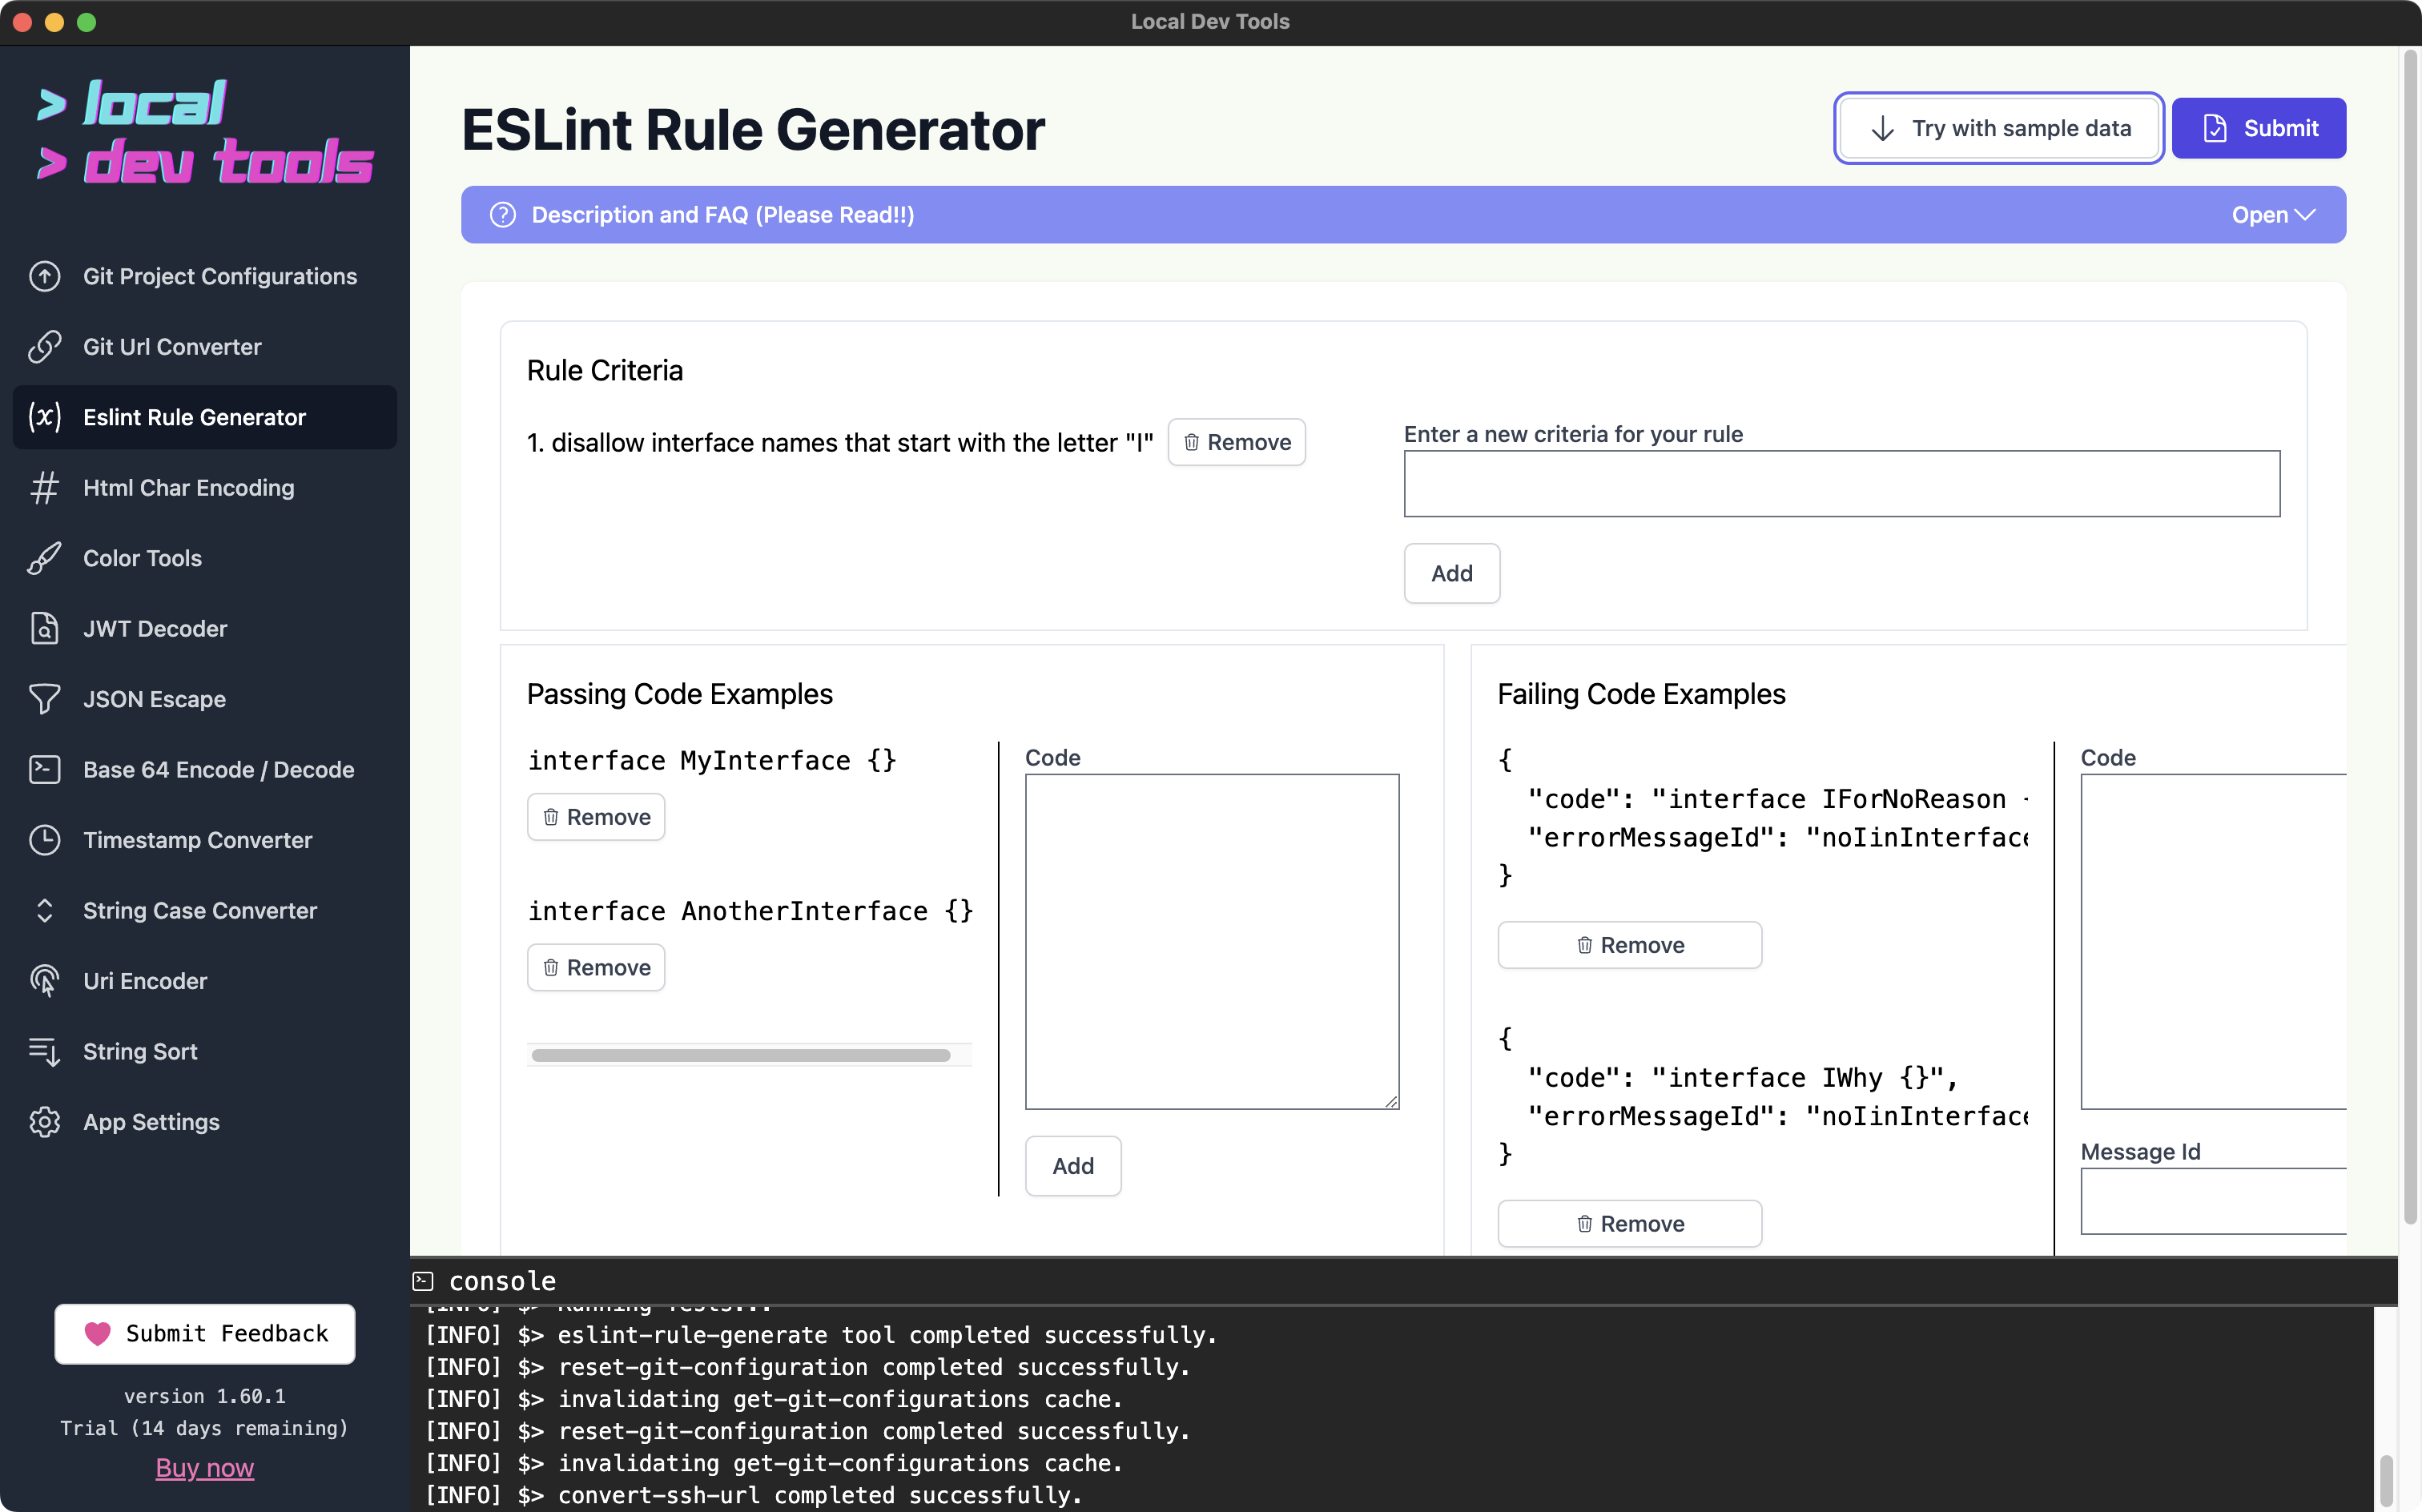 Local Dev Tools
> local
> dev tools
Git Project Configurations
Git Url Converter
(x) Eslint Rule Generator
Html Char Encoding
Color Tools
JWT Decoder
JSON Escape
Base 64 Encode / Decode
Timestamp Converter
String Case Converter
Uri Encoder
String Sort
App Settings
Submit Feedback
version 1.60.1
Trial (14 days remaining)
Buy now
ESLint Rule Generator
Try with sample data
Submit
Description and FAQ (Please Read!!)
Open
Rule Criteria
1. disallow interface names that start with the letter "I"
Remove
Enter a new criteria for your rule
Add
Passing Code Examples
interface MyInterface {}
Remove
interface AnotherInterface {}
Remove
Code
Add
Failing Code Examples
{
"code": "interface IForNoReason
"errorMessageId": "noIinInterface
}
Remove
{
"code": "interface IWhy {}",
"errorMessageId": "noIinInterface
}
Remove
Code
Message Id
console
[INFO] $> Running Tests...
[INFO] $> eslint-rule-generate tool completed successfully.
[INFO] $> reset-git-configuration completed successfully.
[INFO] $> invalidating get-git-configurations cache.
[INFO] $> reset-git-configuration completed successfully.
[INFO] $> invalidating get-git-configurations cache.
[INFO] $> convert-ssh-url completed successfully.